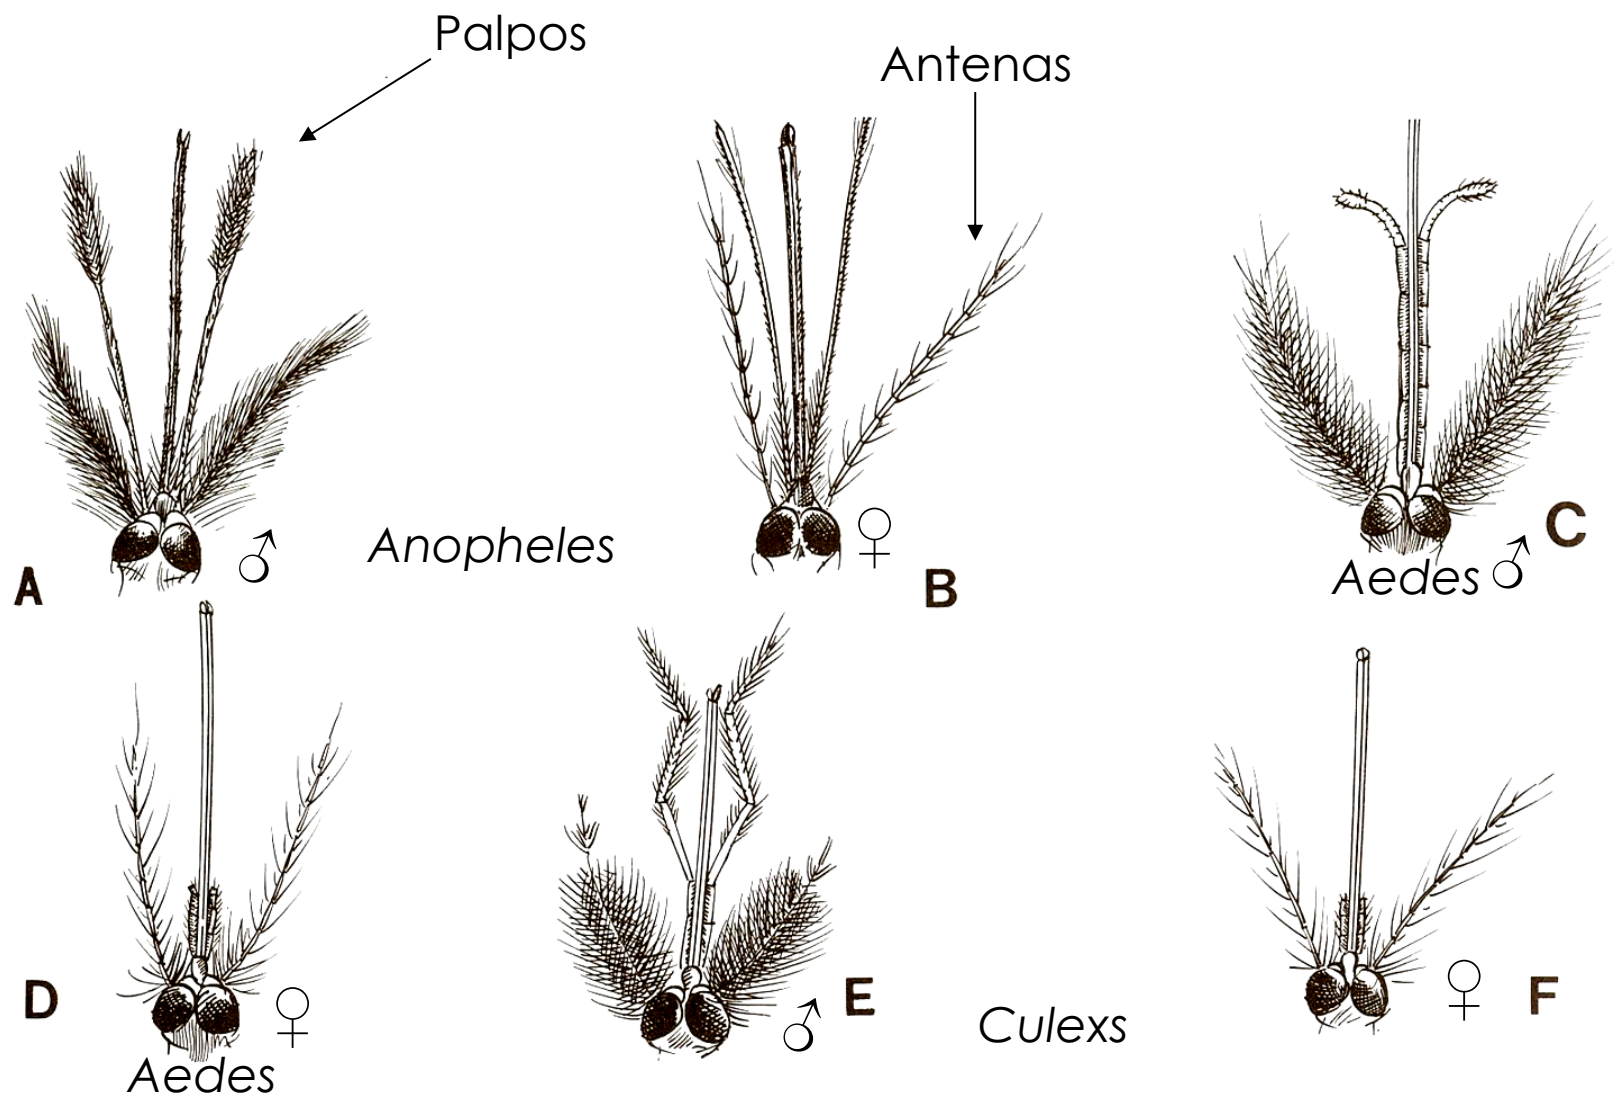 Palpos
Antenas
A
♂
Anopheles
♀
B
C
Aedes ♂
D
♀
Aedes
♂
E
Culexs
♀
F